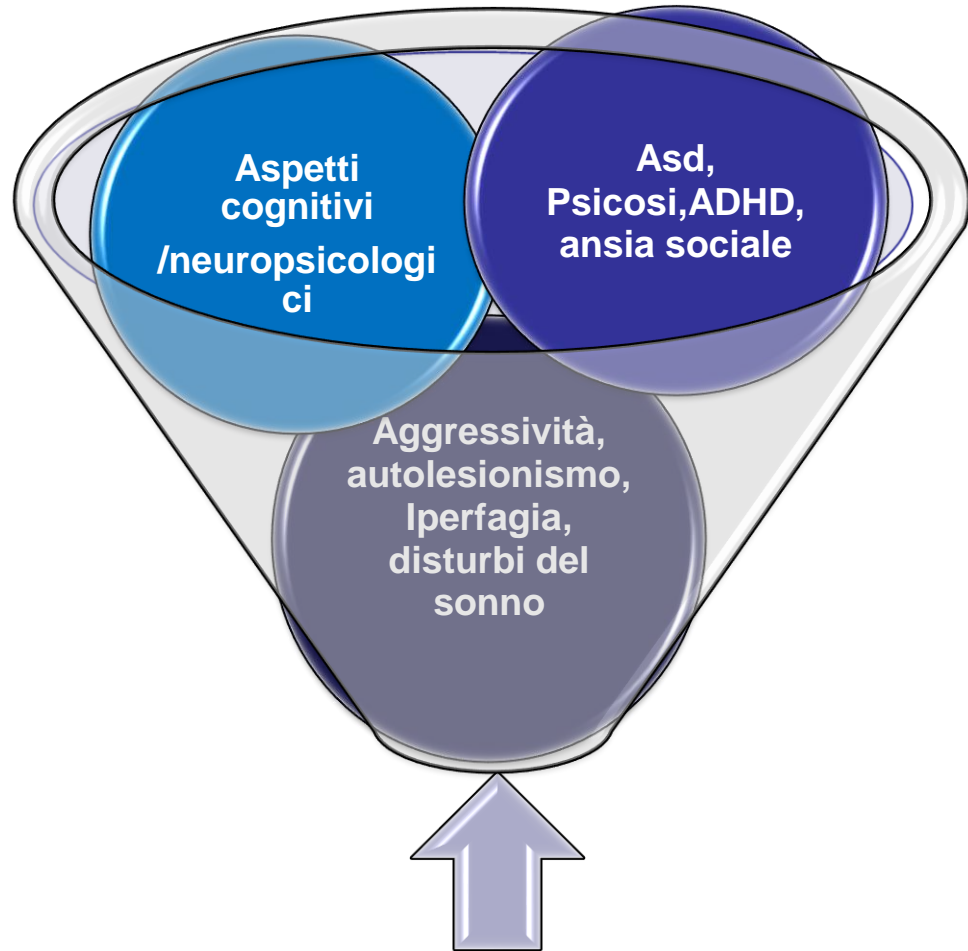 Aspetti
cognitivi
/neuropsicologi
ci
Asd,
Psicosi,ADHD,
ansia sociale
Aggressività,
autolesionismo,
Iperfagia,
disturbi del
sonno